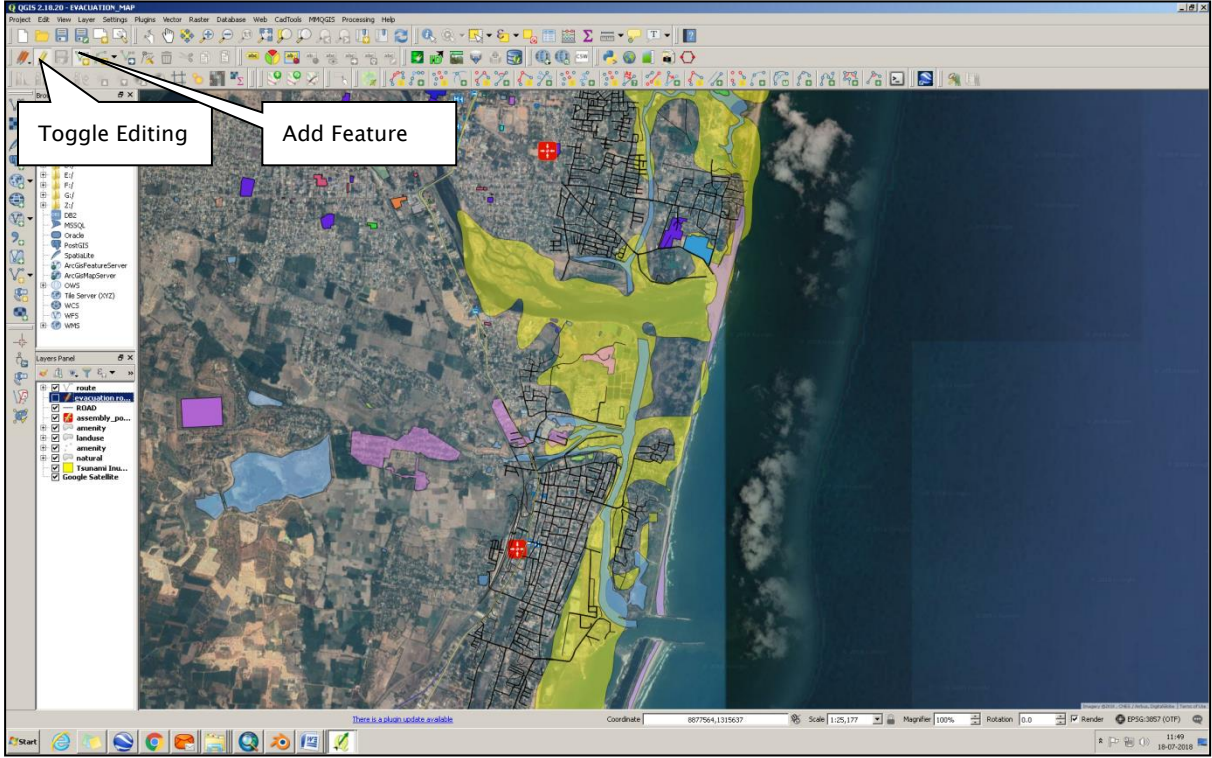 QGIS 2.18.20 - EVACUATION_MAP
Project Edit View Layer Settings Plugins Vector Raster Database Web CadTools MMQGIS Processing Help
CSW
Toggle Editing
Add Feature
E:/
F:/
G:/
Z:/
DB2
MSSQL
Oracle
PostGIS
SpatiaLite
ArcGisFeatureServer
ArcGisMapServer
OWS
Tile Server (XYZ)
WCS
WFS
WMS
Layers Panel
route
evacuation ro...
ROAD
assembly_po...
amenity
landuse
amenity
natural
Tsunami Inu...
Google Satellite
There is a plugin update available
Coordinate 8877564,1315637 Scale 1:25,177 Magnifier 100% Rotation 0.0 Render EPSG:3857 (OTF)
Start
11:49
18-07-2018